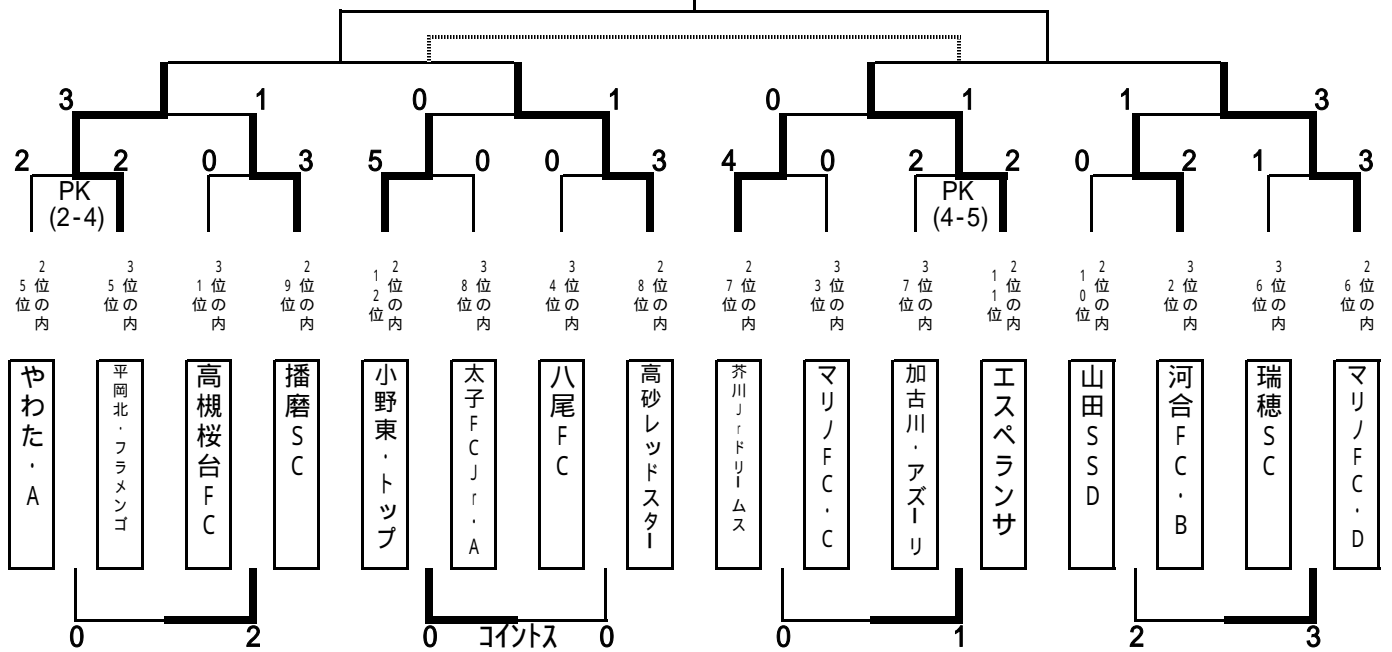 3 1 0 1 0 1 1 3
2 2 0 3 5 0 0 3 4 0 2 2 0 2 1 3
PK
(2-4)
PK
(4-5)
2位の内
5位
3位の内
5位
3位の内
1位
2位の内
9位
2位の内
12位
3位の内
8位
3位の内
4位
2位の内
8位
2位の内
7位
3位の内
3位
3位の内
7位
2位の内
11位
2位の内
10位
3位の内
2位
3位の内
6位
2位の内
6位
やわた・A
平岡北・フラメンゴ
高槻桜台FC
播磨SC
小野東・トップ
太子FCJr・A
八尾FC
高砂レッドスター
芥川Jrドリームス
マリノFC・C
加古川・アズーリ
エスペランサ
山田SSD
河合FC・B
瑞穂SC
マリノFC・D
0 2 0 コイントス 0 0 1 2 3